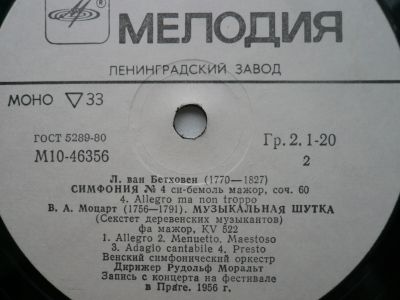 МЕЛОДИЯ
ЛЕНИНГРАДСКИЙ ЗАВОД
МОНО ▽33
ГОСТ 5289-80
М10-46356
Гр. 2. 1-20
2
Л. ван Бетховен (1770—1827)
СИМФОНИЯ № 4 си-бемоль мажор, соч. 60
4. Allegro ma non troppo
В. А. Моцарт (1756—1791). МУЗЫКАЛЬНАЯ ШУТКА
(Секстет деревенских музыкантов)
фа мажор, KV 522
1. Allegro 2. Menuetto, Maestoso
3. Adagio cantabile 4. Presto
Венский симфонический оркестр
Дирижер Рудольф Моральт
Запись с концерта на фестивале
в Праге. 1956 г.